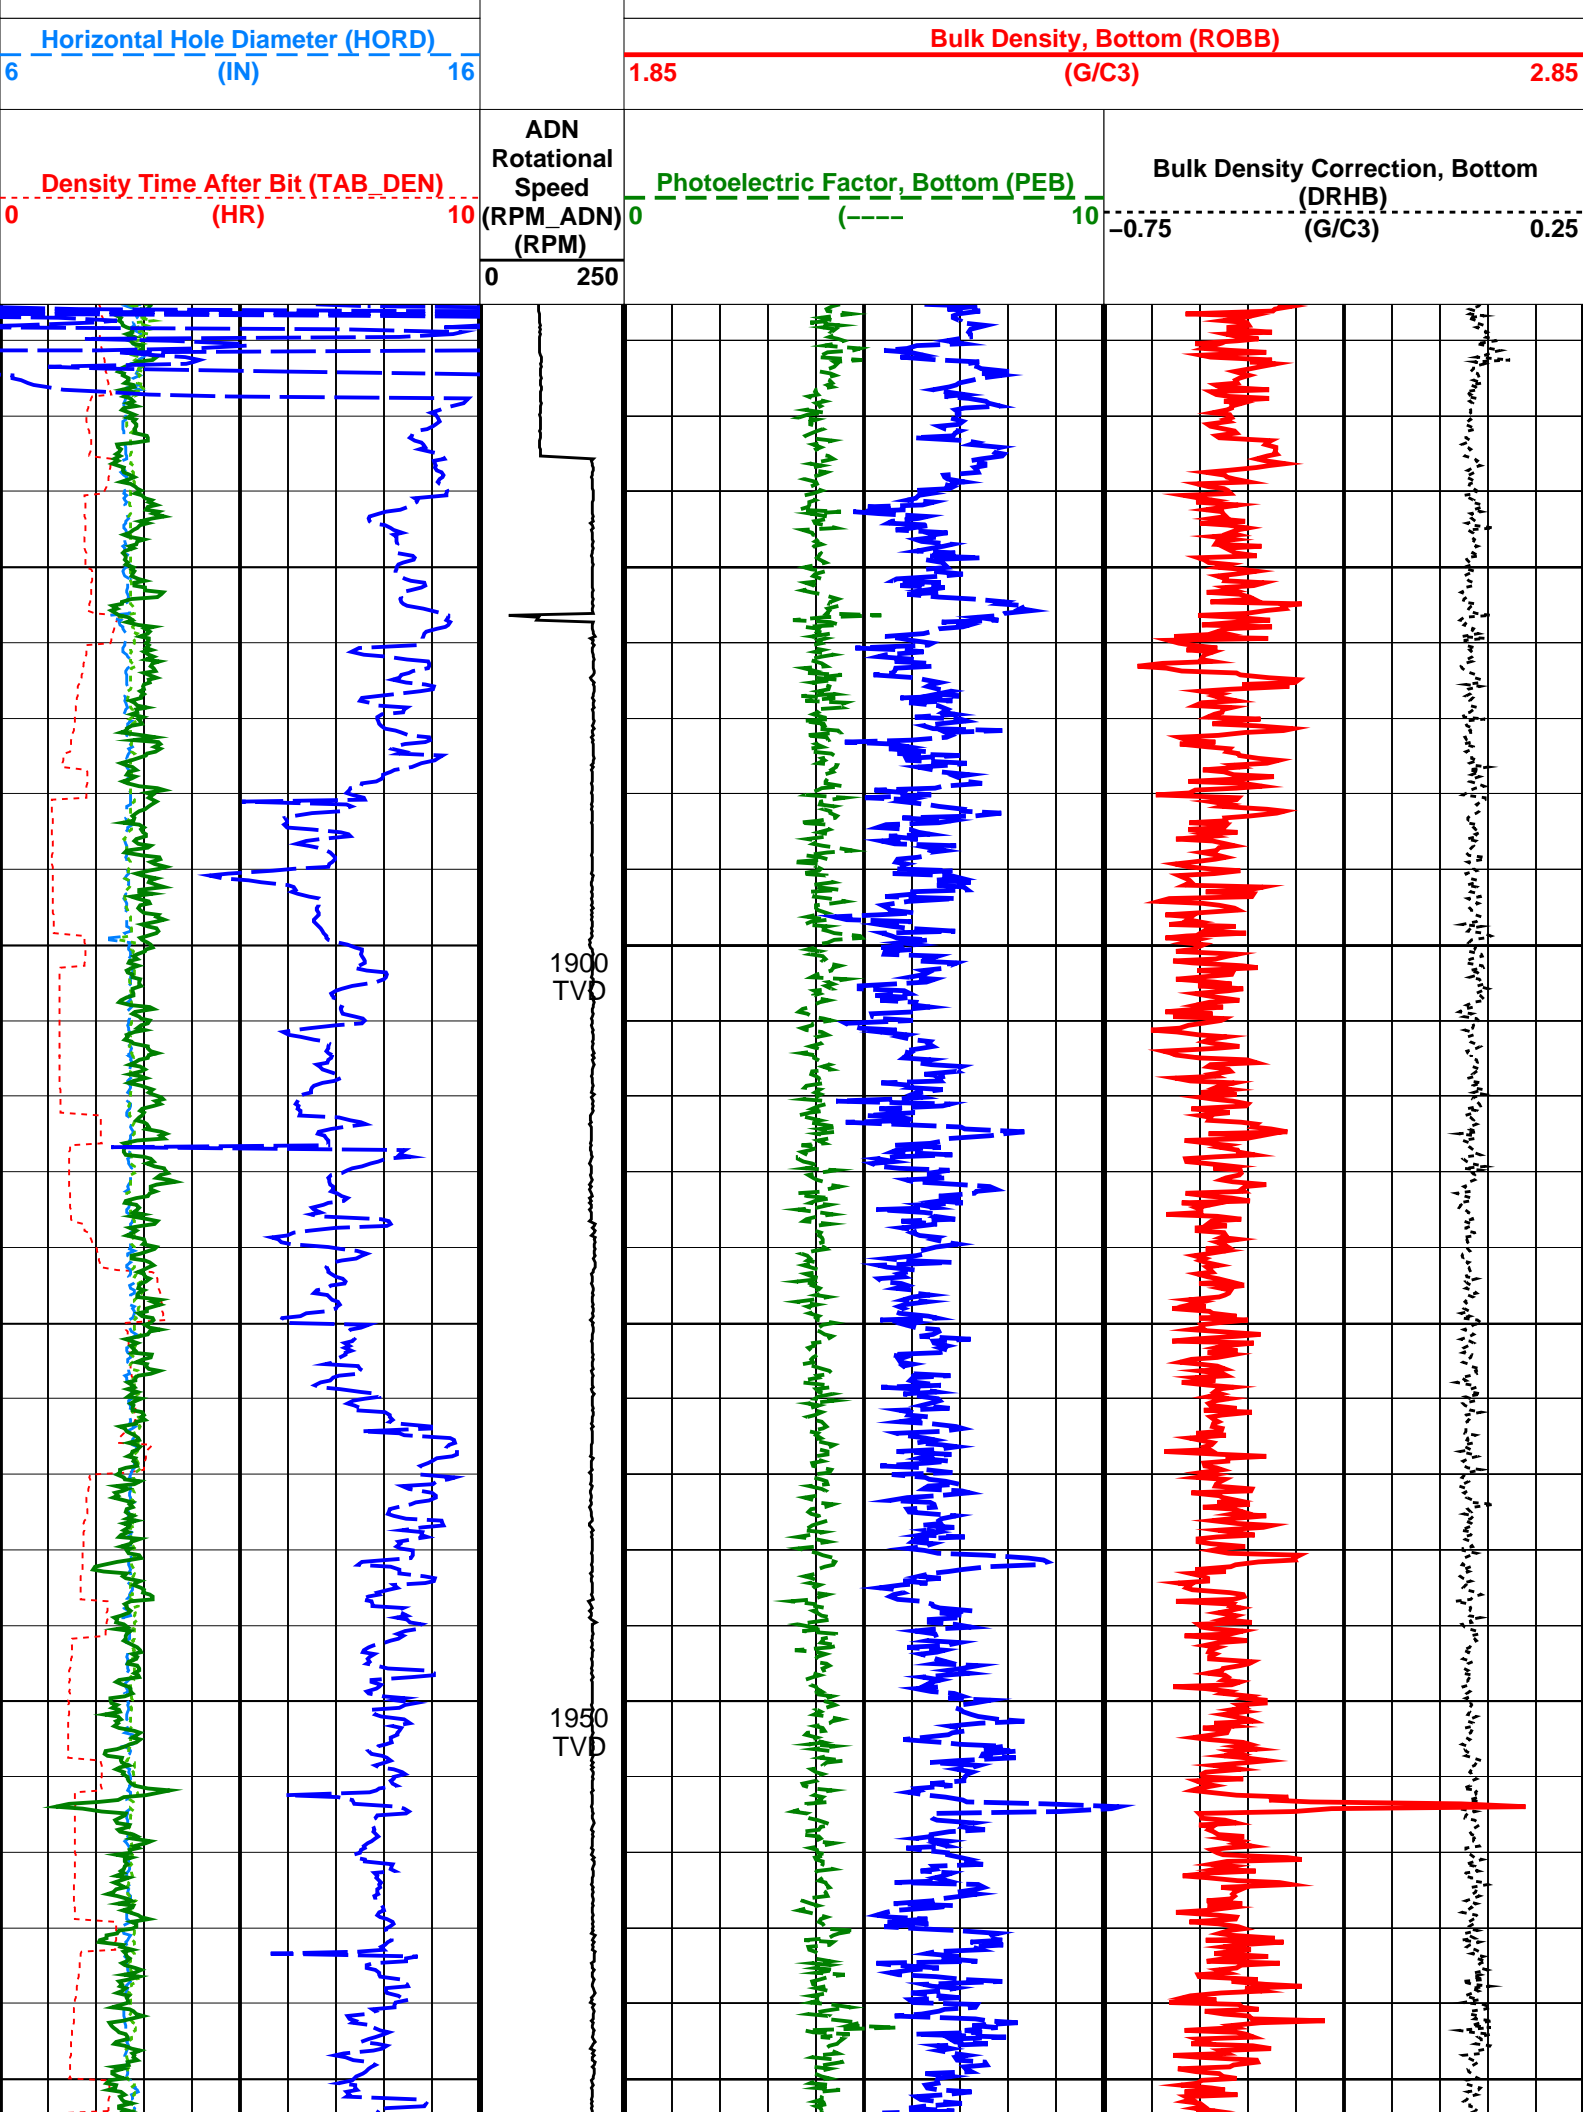 Horizontal Hole Diameter (HORD)
6 (IN) 16
Bulk Density, Bottom (ROBB)
1.85 (G/C3) 2.85
Density Time After Bit (TAB_DEN)
0 (HR) 10
ADN
Rotational
Speed
(RPM_ADN)
(RPM)
0 250
Photoelectric Factor, Bottom (PEB)
0 (---- 10
Bulk Density Correction, Bottom
(DRHB)
−0.75 (G/C3) 0.25
1900
TVD
1950
TVD